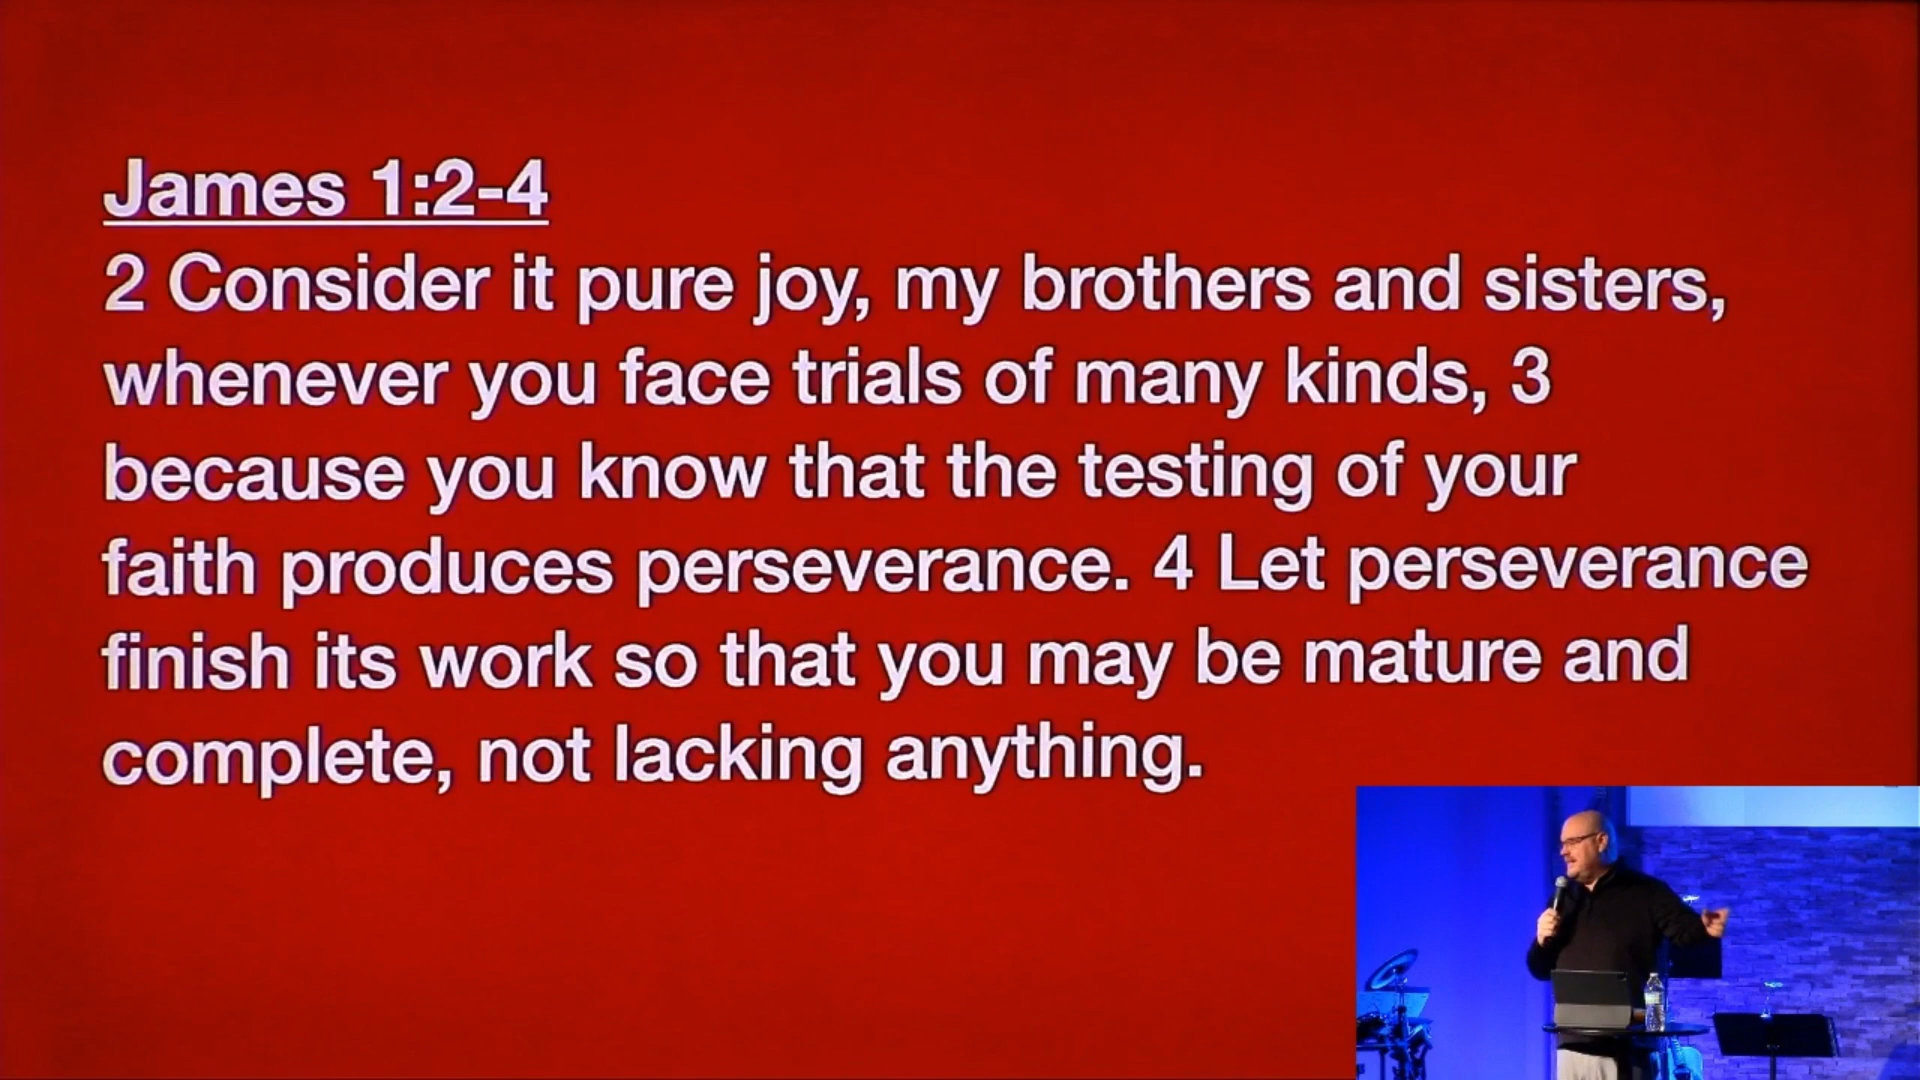 James 1:2-4
2 Consider it pure joy, my brothers and sisters,
whenever you face trials of many kinds, 3
because you know that the testing of your
faith produces perseverance. 4 Let perseverance
finish its work so that you may be mature and
complete, not lacking anything.